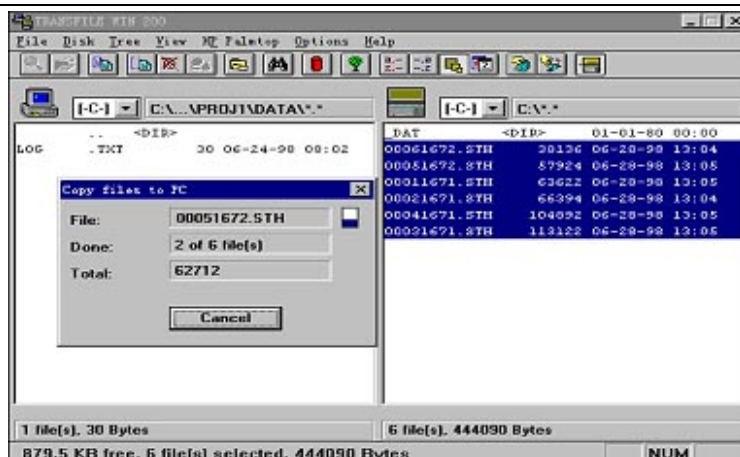 TRANSFILE WIN 200
File Disk Tree View HP Palmtop Options Help
[-C-] C:\...\PROJ1\DATA\*.*
[-C-] C:\*.*
.. <DIR>
LOG .TXT 30 06-24-98 08:02
DAT <DIR> 01-01-80 00:00
00061672.STH 38136 06-28-98 13:04
00051672.STH 57924 06-28-98 13:05
00011671.STH 63622 06-28-98 13:05
00021671.STH 66394 06-28-98 13:04
00041671.STH 104892 06-28-98 13:05
00031671.STH 113122 06-28-98 13:05
Copy files to PC
File: 00051672.STH
Done: 2 of 6 file(s)
Total: 62712
Cancel
1 file(s), 30 Bytes
6 file(s), 444090 Bytes
879.5 KB free, 6 file(s) selected, 444090 Bytes
NUM